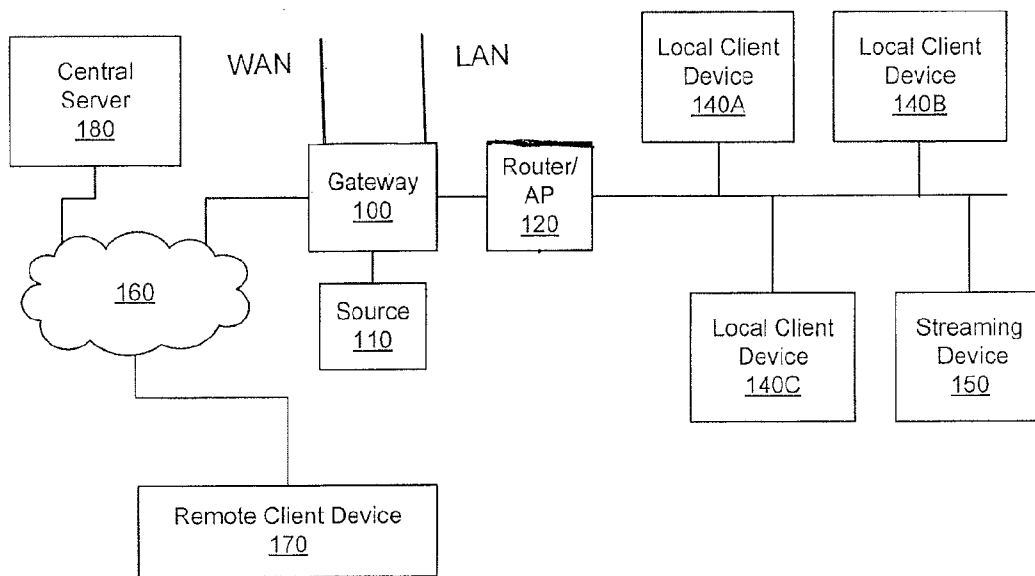 Central
Server
180
WAN
LAN
Local Client
Device
140A
Local Client
Device
140B
Gateway
100
Router/
AP
120
160
Source
110
Local Client
Device
140C
Streaming
Device
150
Remote Client Device
170